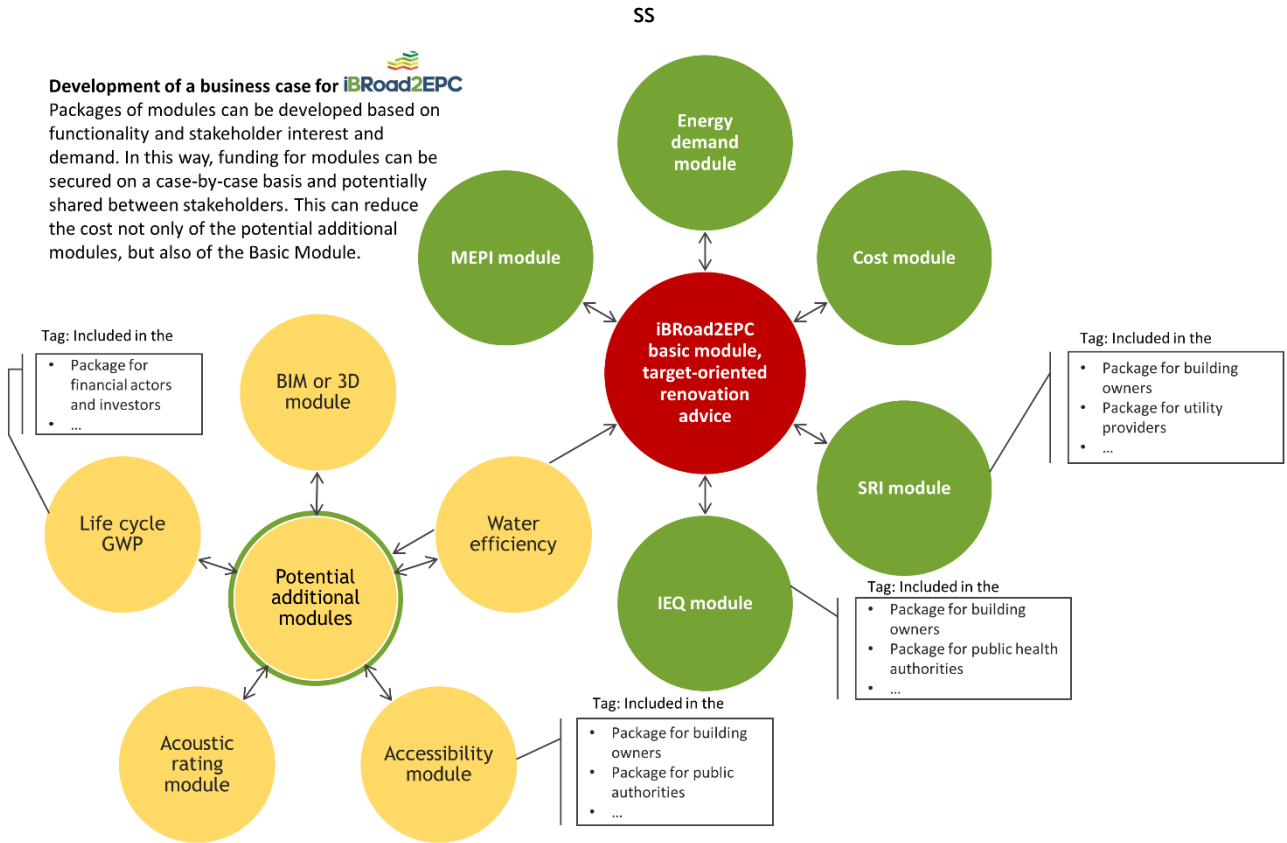 SS
Development of a business case for iBRoad2EPC
Packages of modules can be developed based on
functionality and stakeholder interest and
demand. In this way, funding for modules can be
secured on a case-by-case basis and potentially
shared between stakeholders. This can reduce
the cost not only of the potential additional
modules, but also of the Basic Module.
Energy
demand
module
MEPI module
Cost module
iBRoad2EPC
basic module,
target-oriented
renovation
advice
SRI module
IEQ module
Tag: Included in the
• Package for building
owners
• Package for utility
providers
• ...
Tag: Included in the
• Package for building
owners
• Package for public health
authorities
• ...
Tag: Included in the
• Package for
financial actors
and investors
• ...
BIM or 3D
module
Life cycle
GWP
Water
efficiency
Potential
additional
modules
Acoustic
rating
module
Accessibility
module
Tag: Included in the
• Package for building
owners
• Package for public
authorities
• ...